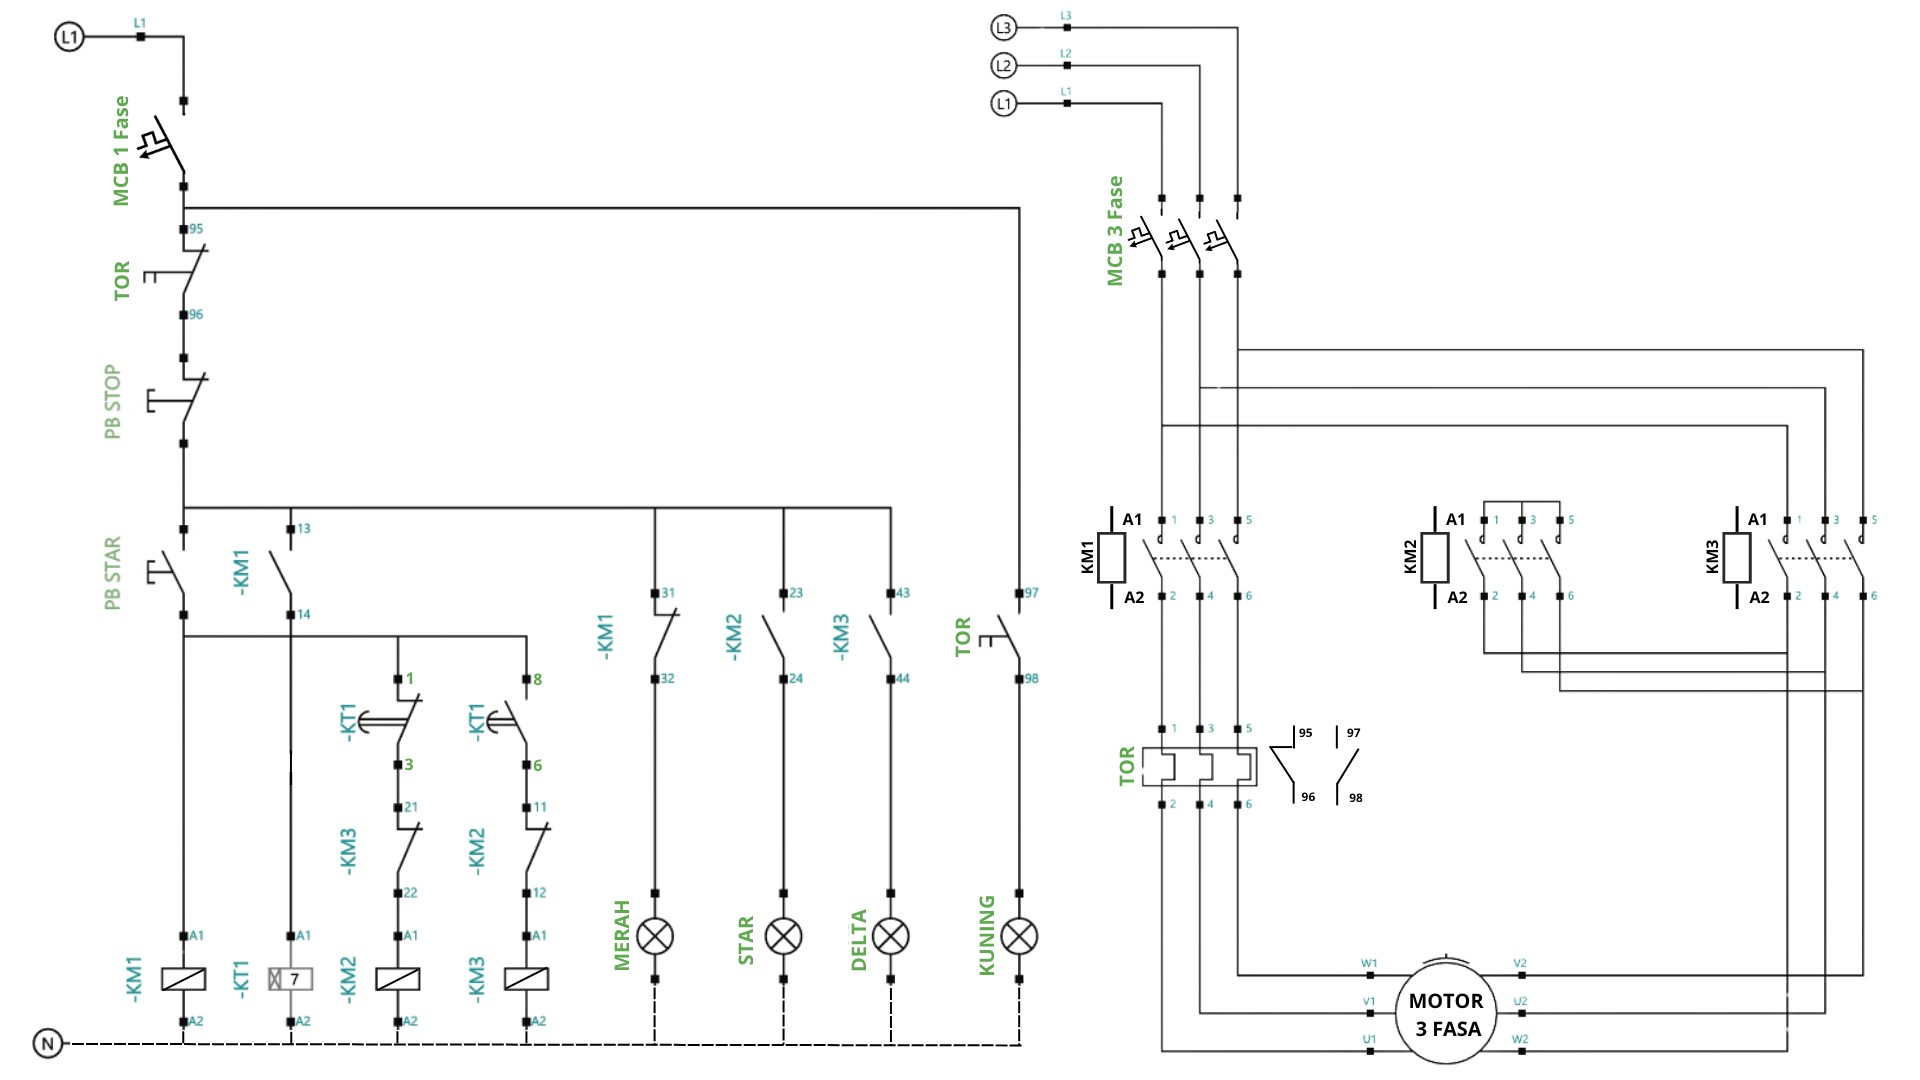 L1
L1
MCB 1 Fase
95
TOR
96
PB STOP
PB STAR
13
-KM1
14
1
-KT1
3
8
-KT1
6
21
-KM3
22
11
-KM2
12
31
-KM1
32
23
-KM2
24
43
-KM3
44
97
TOR
98
A1
-KM1
A2
A1
-KT1
7
A2
A1
-KM2
A2
A1
-KM3
A2
MERAH
STAR
DELTA
KUNING
N
L3
L3
L2
L2
L1
L1
MCB 3 Fase
A1
KM1
A2
1
3
5
2
4
6
A1
KM2
A2
1
3
5
2
4
6
A1
KM3
A2
1
3
5
2
4
6
TOR
1
3
5
2
4
6
95
97
96
98
W1
V1
U1
MOTOR
3 FASA
V2
U2
W2